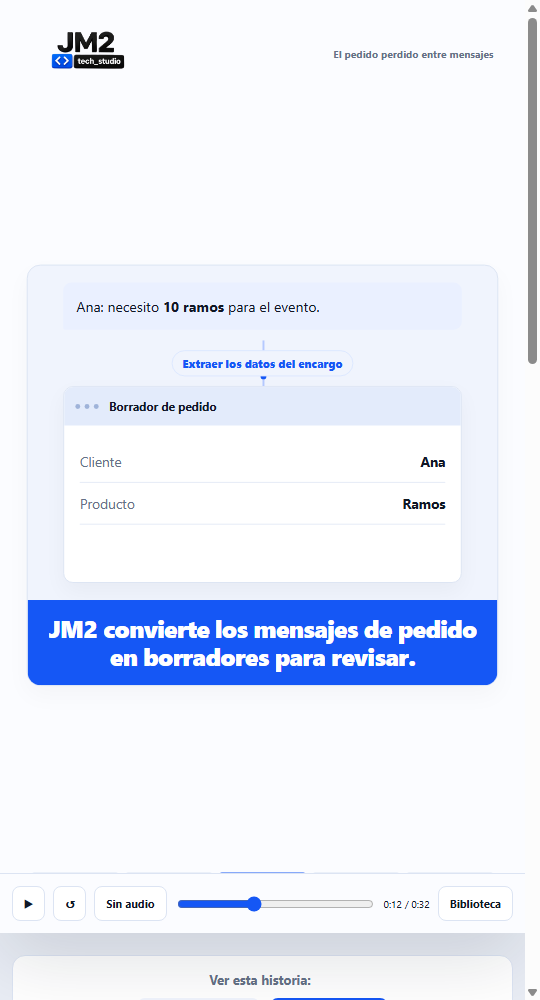 JM2
<> tech_studio
El pedido perdido entre mensajes
Ana: necesito 10 ramos para el evento.
Extraer los datos del encargo
Borrador de pedido
Cliente Ana
Producto Ramos
JM2 convierte los mensajes de pedido
en borradores para revisar.
Sin audio 0:12 / 0:32 Biblioteca
Ver esta historia: